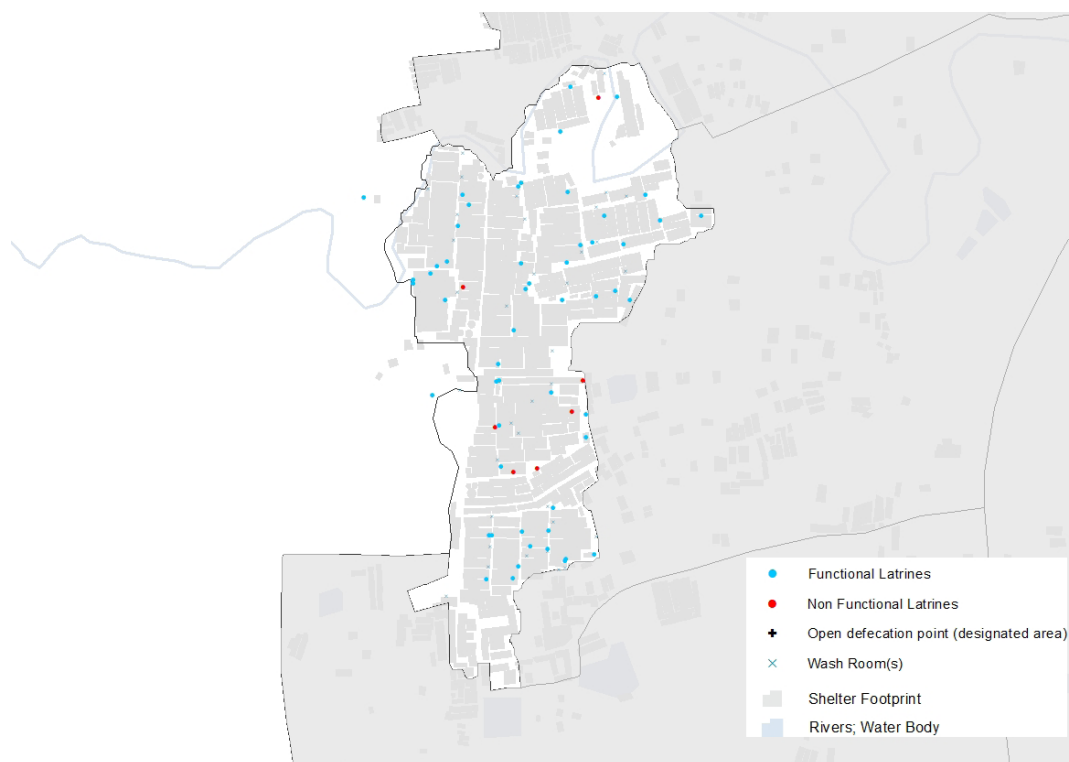 Functional Latrines
Non Functional Latrines
Open defecation point (designated area)
Wash Room(s)
Shelter Footprint
Rivers; Water Body